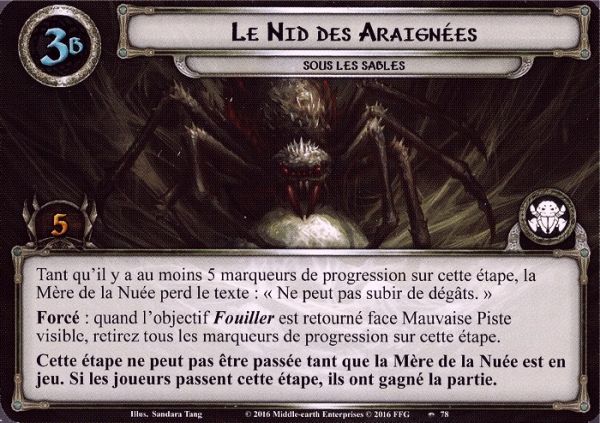 3B
LE NID DES ARAIGNÉES
SOUS LES SABLES
5
Tant qu'il y a au moins 5 marqueurs de progression sur cette étape, la
Mère de la Nuée perd le texte : « Ne peut pas subir de dégâts. »
Forcé : quand l'objectif Fouiller est retourné face Mauvaise Piste
visible, retirez tous les marqueurs de progression sur cette étape.
Cette étape ne peut pas être passée tant que la Mère de la Nuée est en
jeu. Si les joueurs passent cette étape, ils ont gagné la partie.
Illus. Sandara Tang © 2016 Middle-earth Enterprises © 2016 FFG 78